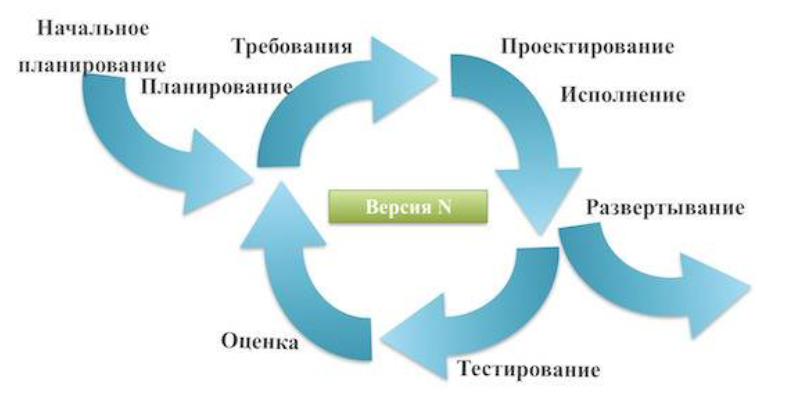 Начальное
планирование
Требования
Планирование
Проектирование
Исполнение
Версия N
Развертывание
Оценка
Тестирование